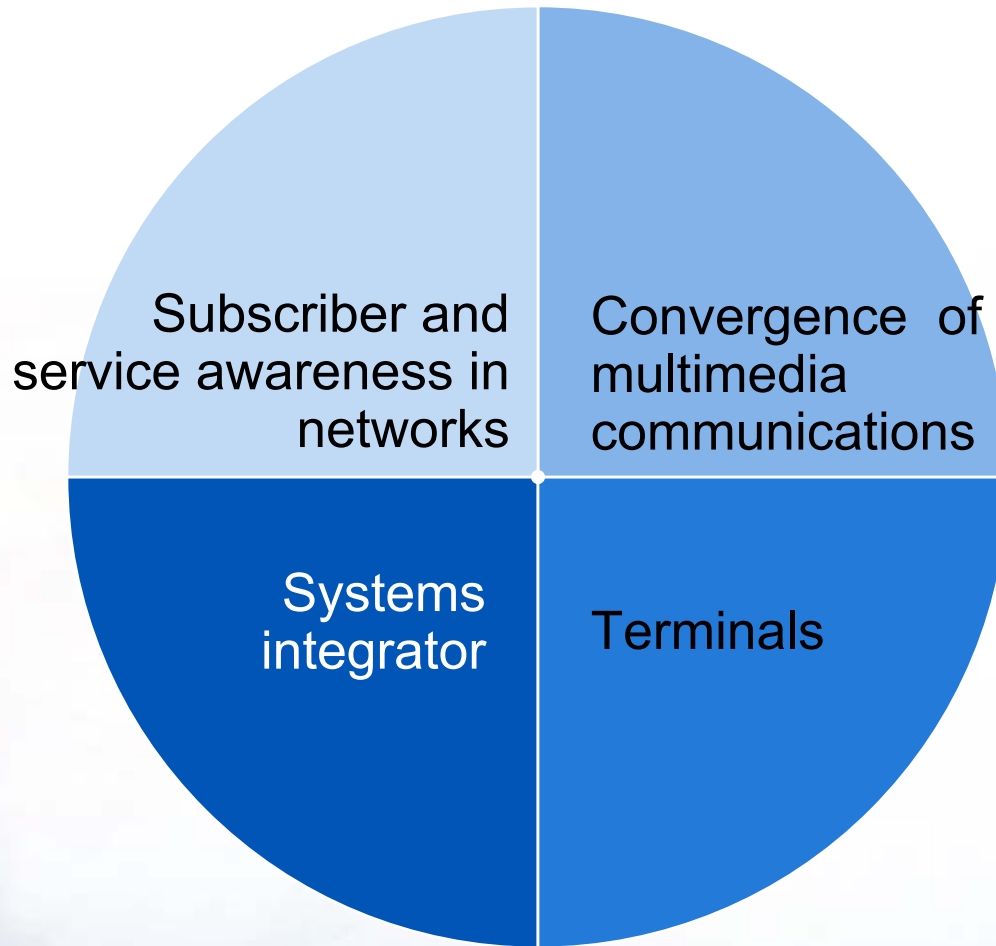 Subscriber and
service awareness in
networks
Convergence of
multimedia
communications
Systems
integrator
Terminals